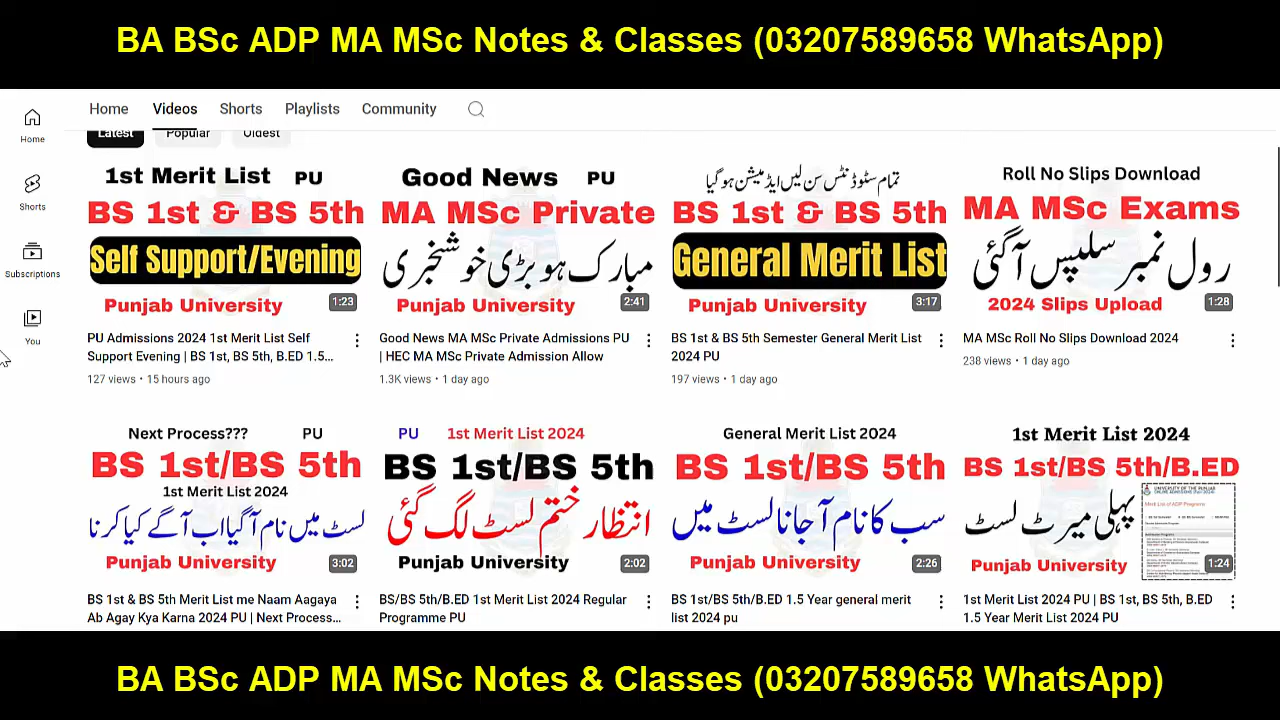 BA BSc ADP MA MSc Notes & Classes (03207589658 WhatsApp)
Home Videos Shorts Playlists Community
Latest Popular Oldest
Home
Shorts
Subscriptions
You
1st Merit List PU
BS 1st & BS 5th
Self Support/Evening
Punjab University
1:23
PU Admissions 2024 1st Merit List Self
Support Evening | BS 1st, BS 5th, B.ED 1.5...
127 views • 15 hours ago
Good News PU
MA MSc Private
مبارک ہو بڑی خوشخبری
Punjab University
2:41
Good News MA MSc Private Admissions PU
| HEC MA MSc Private Admission Allow
1.3K views • 1 day ago
تمام سٹوڈنٹس سن لیں ایڈمیشن ہو گیا
BS 1st & BS 5th
General Merit List
Punjab University
3:17
BS 1st & BS 5th Semester General Merit List
2024 PU
197 views • 1 day ago
Roll No Slips Download
MA MSc Exams
رول نمبر سلپس آ گئی
2024 Slips Upload
1:28
MA MSc Roll No Slips Download 2024
238 views • 1 day ago
Next Process??? PU
BS 1st/BS 5th
1st Merit List 2024
لسٹ میں نام آ گیا اب آگے کیا کرنا
Punjab University
3:02
BS 1st & BS 5th Merit List me Naam Aagaya
Ab Agay Kya Karna 2024 PU | Next Process...
PU 1st Merit List 2024
BS 1st/BS 5th
انتظار ختم لسٹ لگ گئی
Punjab University
2:02
BS/BS 5th/B.ED 1st Merit List 2024 Regular
Programme PU
General Merit List 2024
BS 1st/BS 5th
سب کا نام آ جانا لسٹ میں
Punjab University
2:26
BS 1st/BS 5th/B.ED 1.5 Year general merit
list 2024 pu
1st Merit List 2024
BS 1st/BS 5th/B.ED
پہلی میرٹ لسٹ
UNIVERSITY OF THE PUNJAB
Punjab University
1:24
1st Merit List 2024 PU | BS 1st, BS 5th, B.ED
1.5 Year Merit List 2024 PU
BA BSc ADP MA MSc Notes & Classes (03207589658 WhatsApp)